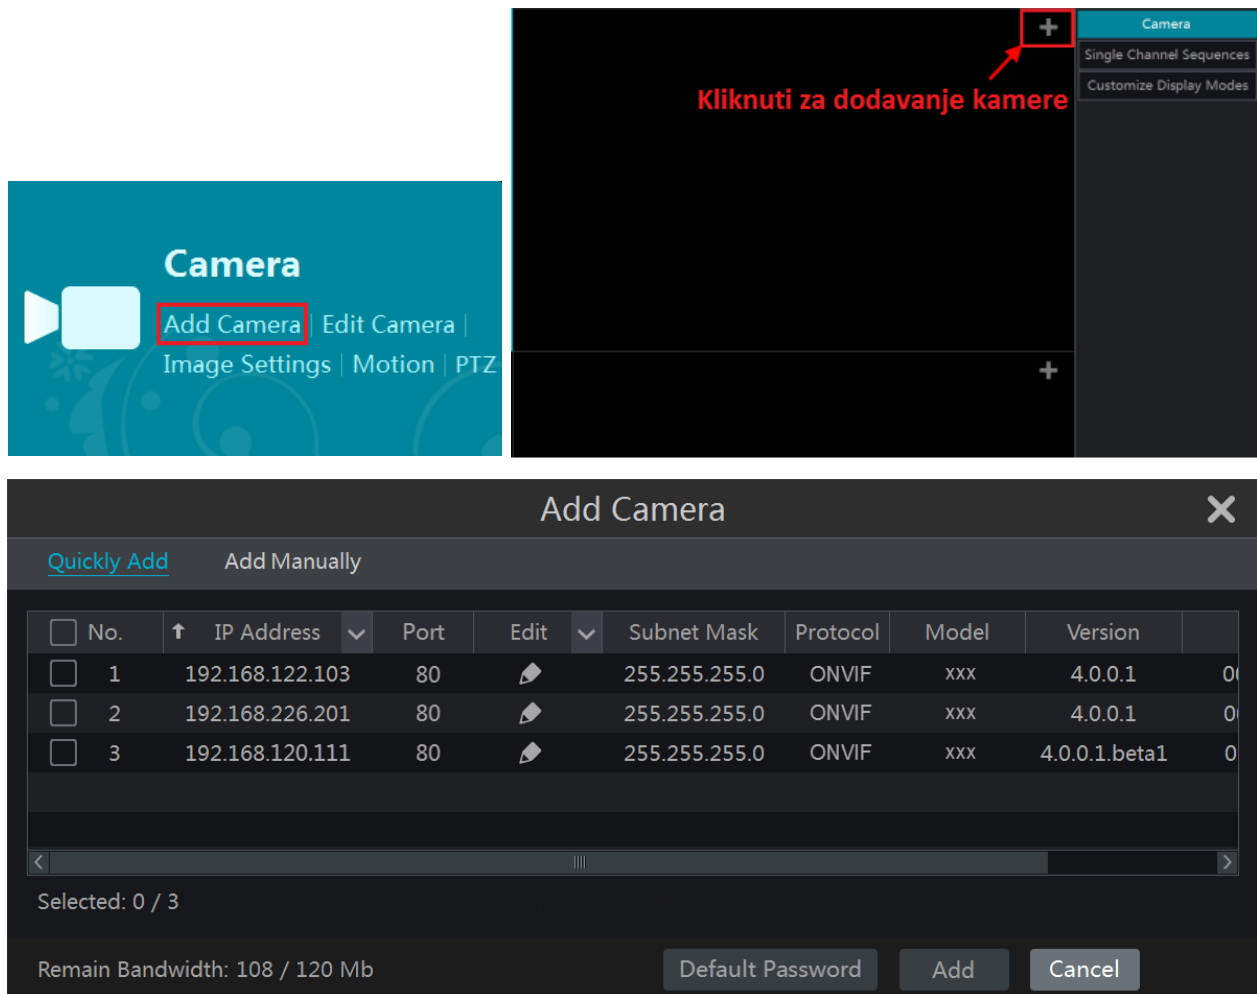 Camera
Single Channel Sequences
Customize Display Modes
Kliknuti za dodavanje kamere
Camera
Add Camera | Edit Camera |
Image Settings | Motion | PTZ
Add Camera
Quickly Add Add Manually
No. IP Address Port Edit Subnet Mask Protocol Model Version
1 192.168.122.103 80 255.255.255.0 ONVIF xxx 4.0.0.1
2 192.168.226.201 80 255.255.255.0 ONVIF xxx 4.0.0.1
3 192.168.120.111 80 255.255.255.0 ONVIF xxx 4.0.0.1.beta1
Selected: 0 / 3
Remain Bandwidth: 108 / 120 Mb Default Password Add Cancel